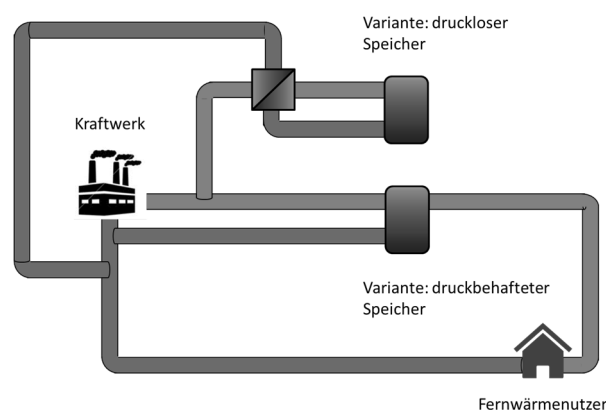 Variante: druckloser
Speicher
Kraftwerk
Variante: druckbehafteter
Speicher
Fernwärmenutzer